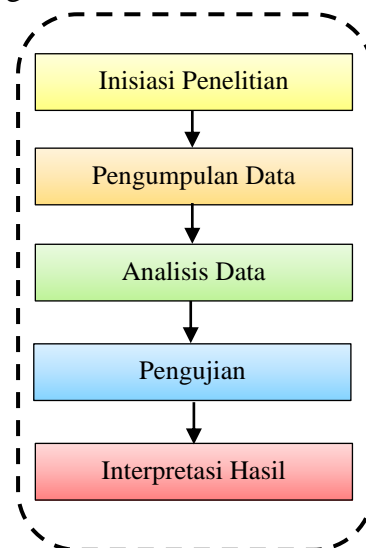 Inisiasi Penelitian
Pengumpulan Data
Analisis Data
Pengujian
Interpretasi Hasil